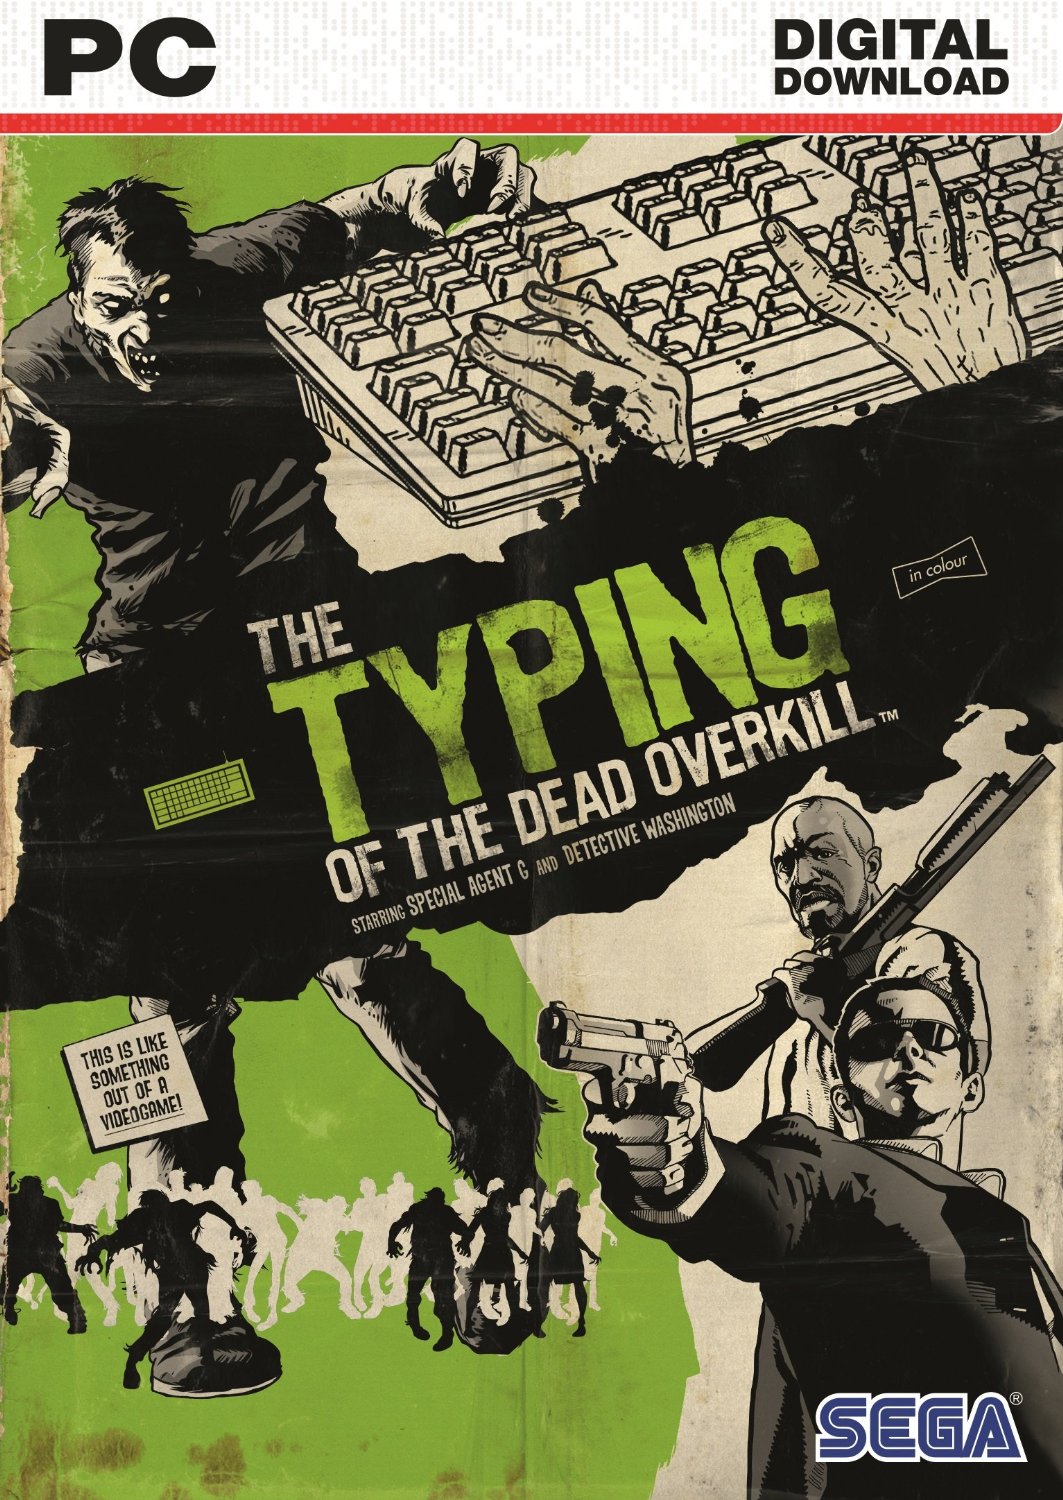 PC
DIGITAL
DOWNLOAD
in colour
THE
TYPING
OF THE DEAD OVERKILL™
STARRING SPECIAL AGENT G AND DETECTIVE WASHINGTON
THIS IS LIKE
SOMETHING
OUT OF A
VIDEOGAME!
SEGA®